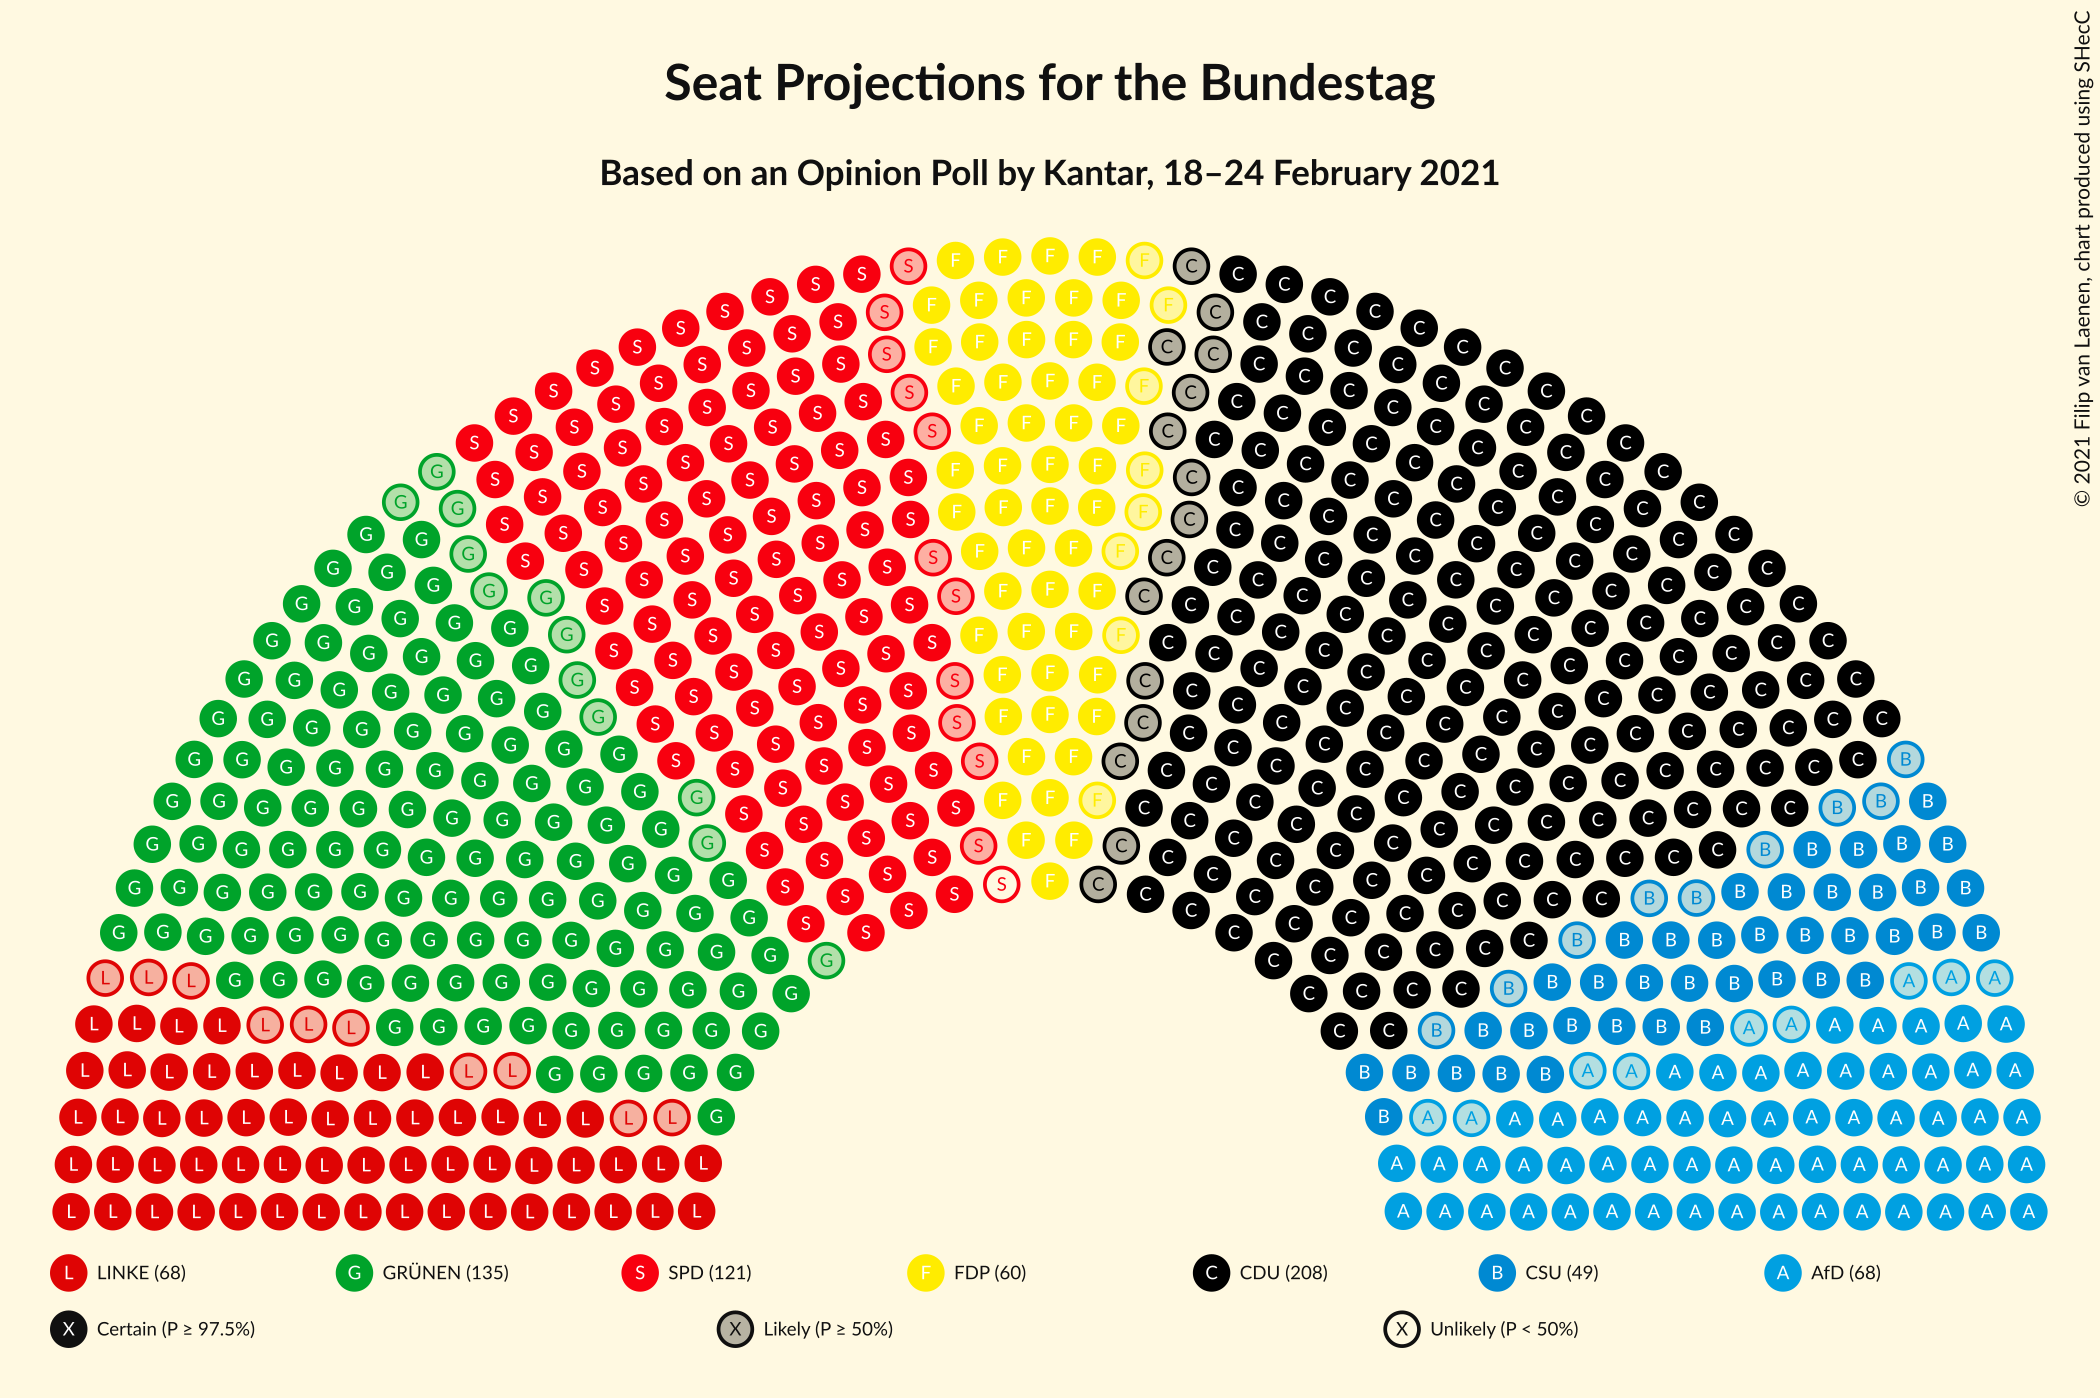 Seat Projections for the Bundestag
Based on an Opinion Poll by Kantar, 18–24 February 2021
© 2021 Filip van Laenen, chart produced using SHecC
L LINKE (68)
G GRÜNEN (135)
S SPD (121)
F FDP (60)
C CDU (208)
B CSU (49)
A AfD (68)
X Certain (P ≥ 97.5%)
X Likely (P ≥ 50%)
X Unlikely (P < 50%)